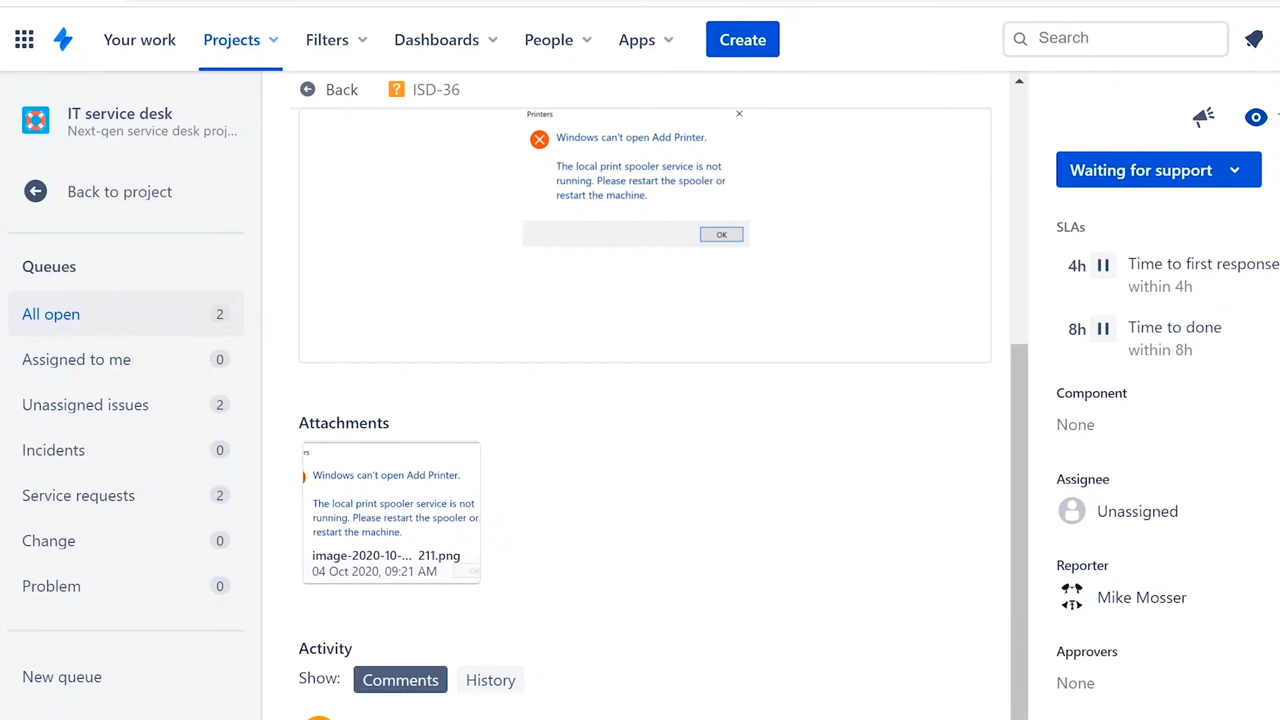 Your work
Projects
Filters
Dashboards
People
Apps
Create
Search
IT service desk
Next-gen service desk proj...
Back to project
Queues
All open 2
Assigned to me 0
Unassigned issues 2
Incidents 0
Service requests 2
Change 0
Problem 0
New queue
Back
ISD-36
Printers
Windows can't open Add Printer.
The local print spooler service is not
running. Please restart the spooler or
restart the machine.
OK
Attachments
rs
Windows can't open Add Printer.
The local print spooler service is not
running. Please restart the spooler or
restart the machine.
image-2020-10-... 211.png
04 Oct 2020, 09:21 AM
OK
Activity
Show: Comments History
Waiting for support
SLAs
4h Time to first response
within 4h
8h Time to done
within 8h
Component
None
Assignee
Unassigned
Reporter
Mike Mosser
Approvers
None